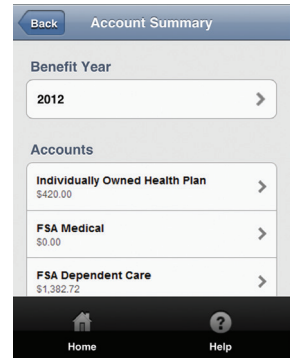 Back
Account Summary
Benefit Year
2012
Accounts
Individually Owned Health Plan
$420.00
FSA Medical
$0.00
FSA Dependent Care
$1,382.72
?
Home
Help